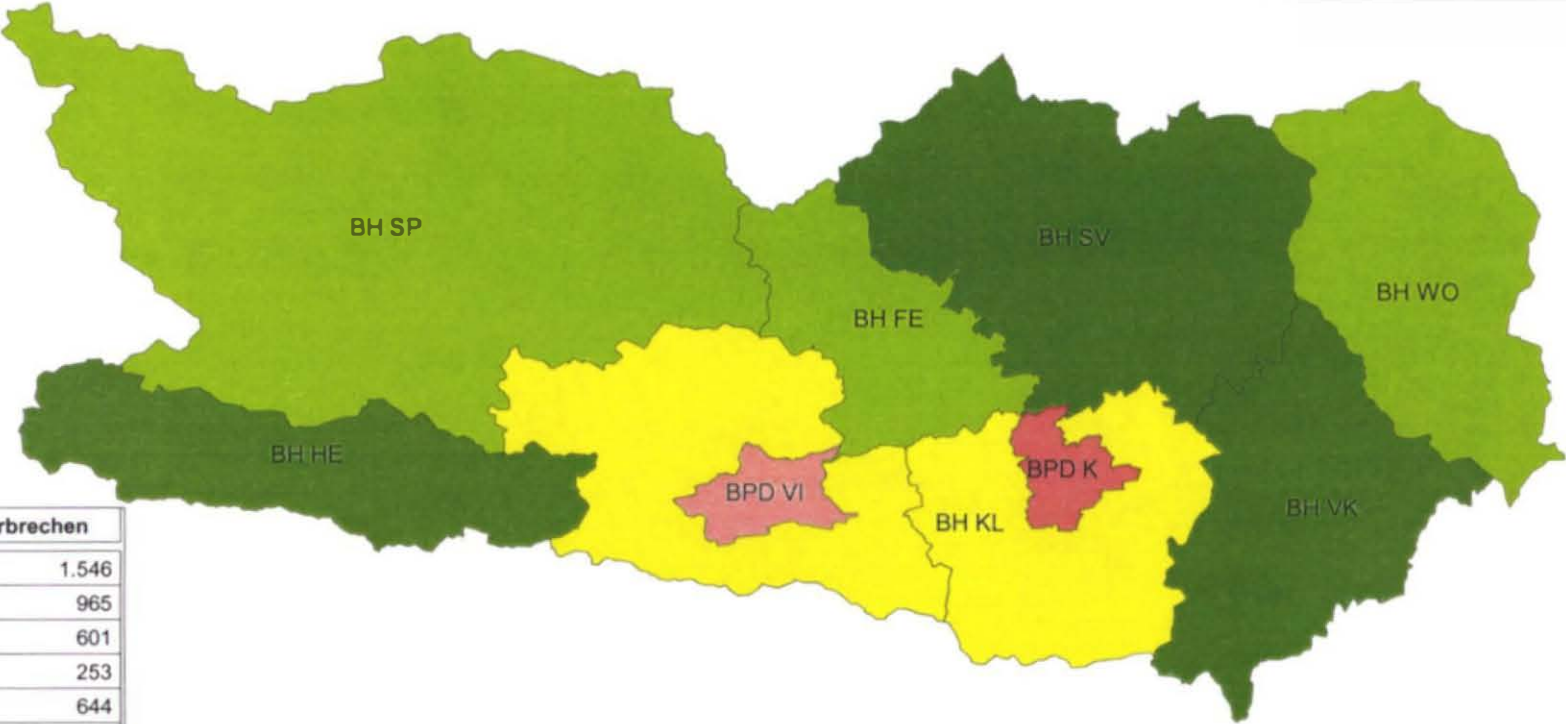 BH SP
BH SV
BH WO
BH FE
BH HE
BPD VI
BPD K
BH KL
BH VK
rbrechen
1.546
965
601
253
644